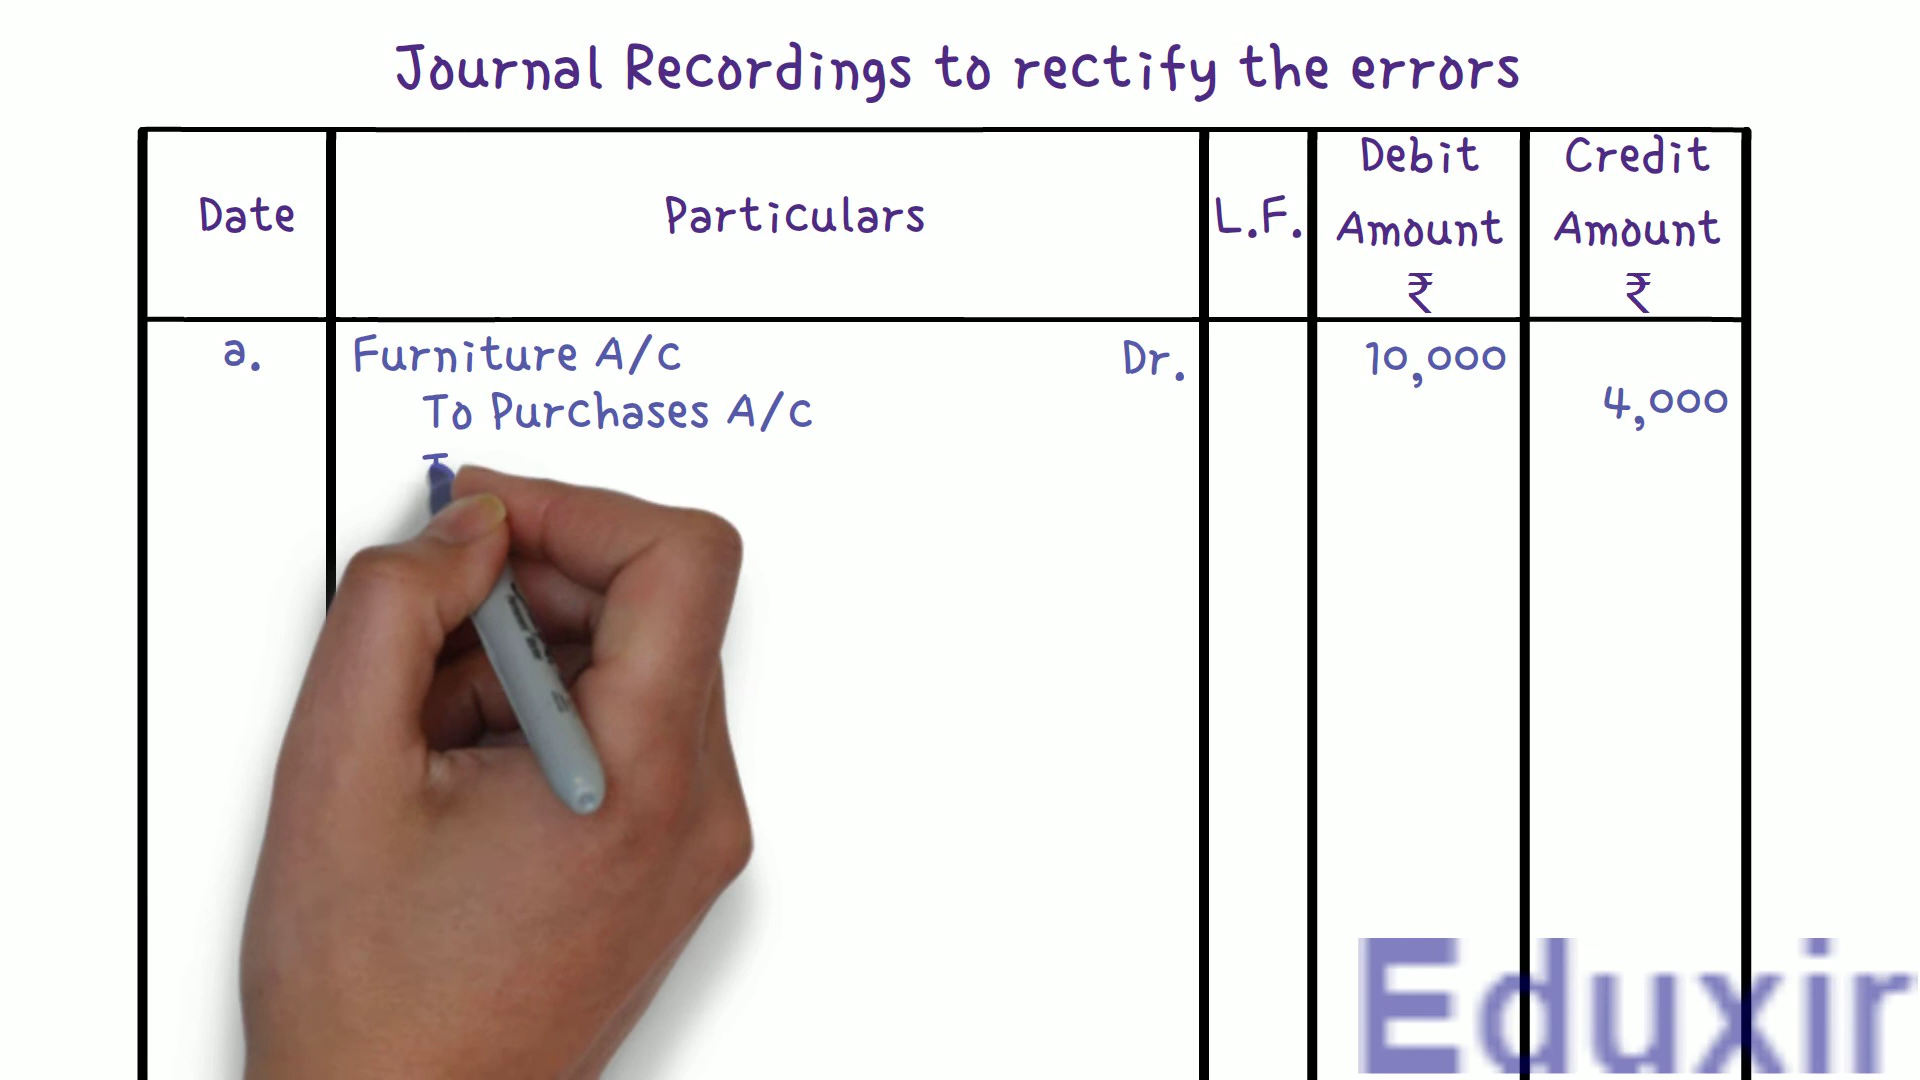 Journal Recordings to rectify the errors
Date
Particulars
L.F.
Debit
Amount
₹
Credit
Amount
₹
a.
Furniture A/c Dr.
10,000
To Purchases A/c
4,000
T
Eduxir